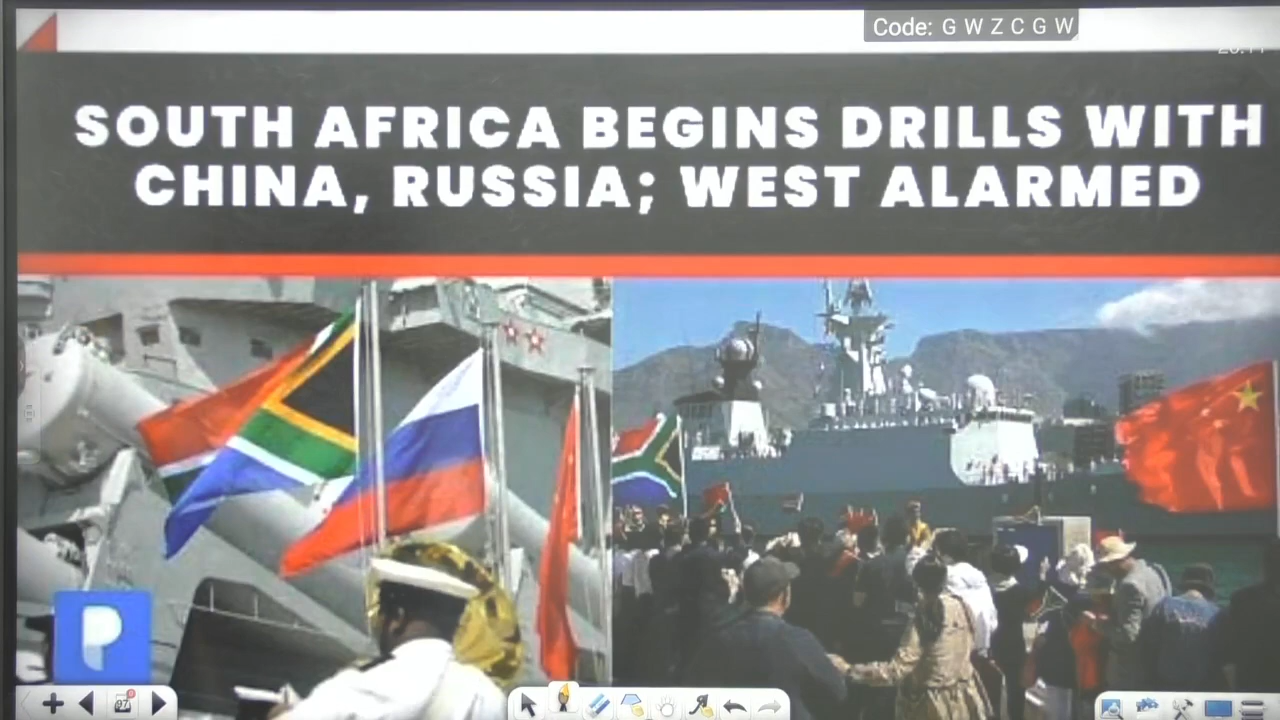 Code: G W Z C G W
SOUTH AFRICA BEGINS DRILLS WITH
CHINA, RUSSIA; WEST ALARMED
P